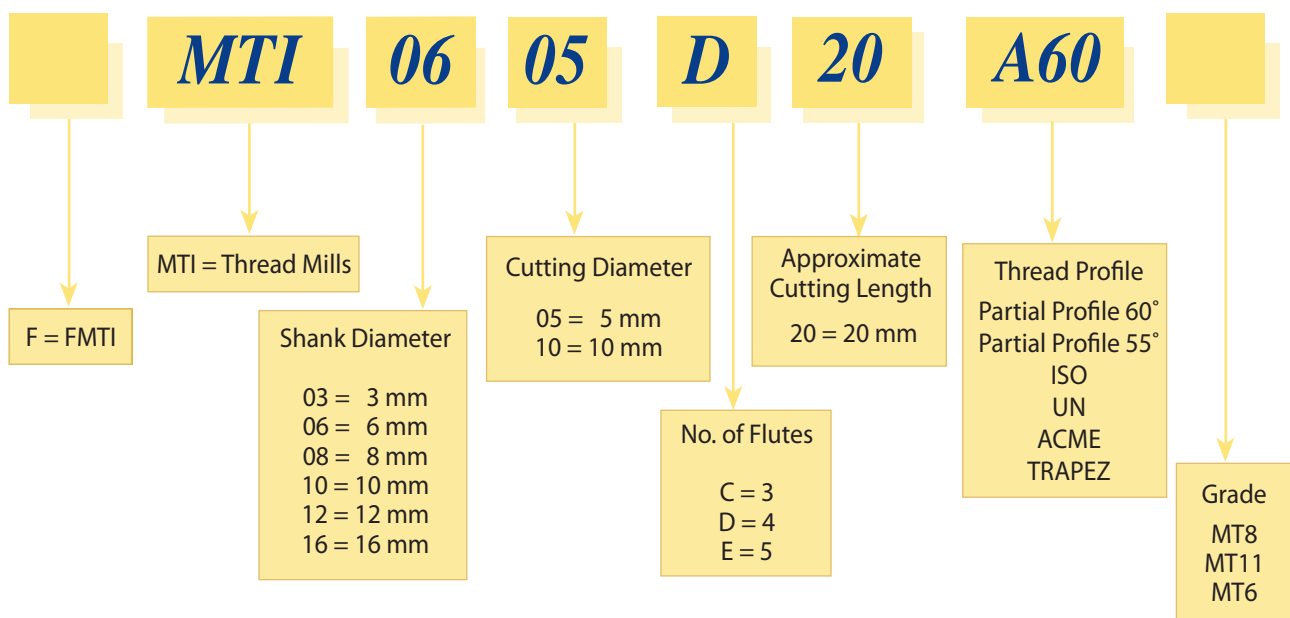 MTI 06 05 D 20 A60
F = FMTI
MTI = Thread Mills
Shank Diameter
03 = 3 mm
06 = 6 mm
08 = 8 mm
10 = 10 mm
12 = 12 mm
16 = 16 mm
Cutting Diameter
05 = 5 mm
10 = 10 mm
No. of Flutes
C = 3
D = 4
E = 5
Approximate
Cutting Length
20 = 20 mm
Thread Profile
Partial Profile 60˚
Partial Profile 55˚
ISO
UN
ACME
TRAPEZ
Grade
MT8
MT11
MT6